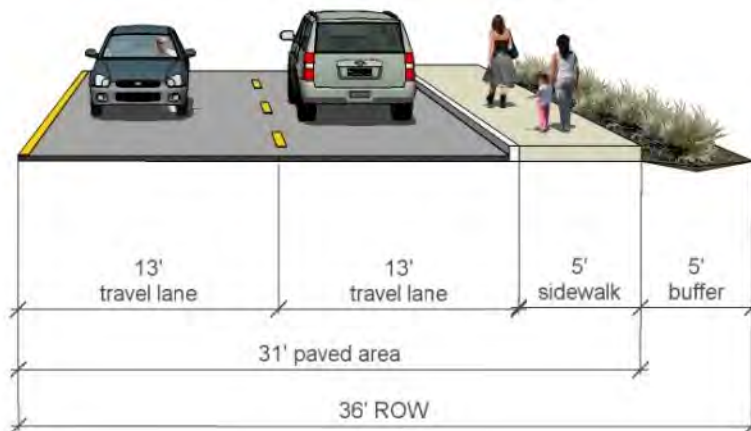 13'
travel lane
13'
travel lane
5'
sidewalk
5'
buffer
31' paved area
36' ROW